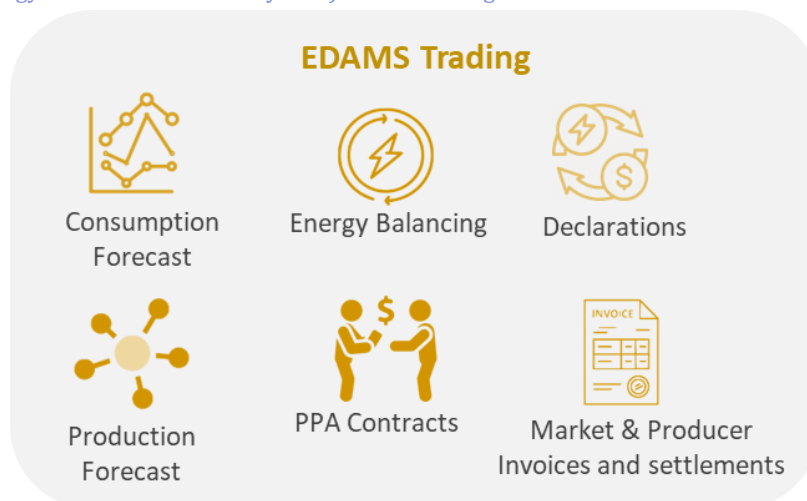 EDAMS Trading
Consumption
Forecast
Energy Balancing
Declarations
Production
Forecast
$
PPA Contracts
INVOICE
Market & Producer
Invoices and settlements
$